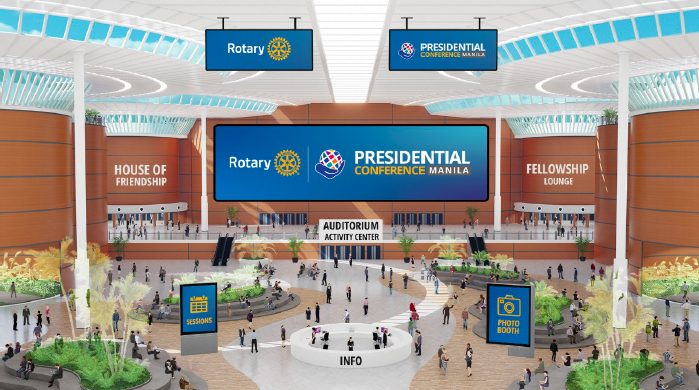 Rotary
PRESIDENTIAL
CONFERENCE MANILA
Rotary
PRESIDENTIAL
CONFERENCE MANILA
HOUSE OF
FRIENDSHIP
FELLOWSHIP
LOUNGE
AUDITORIUM
ACTIVITY CENTER
SESSIONS
PHOTO
BOOTH
INFO